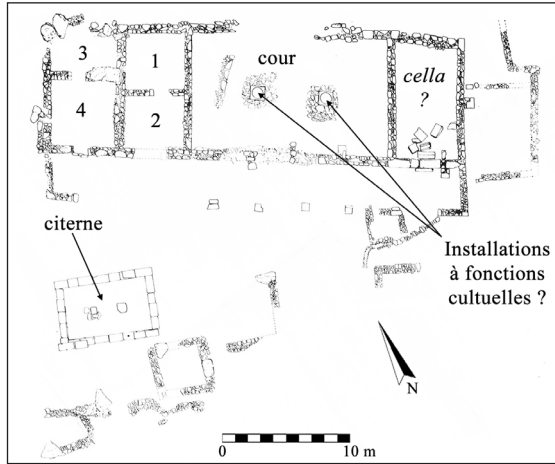 3
1
cour
cella
?
4
2
citerne
Installations
à fonctions
cultuelles ?
N
0
10 m